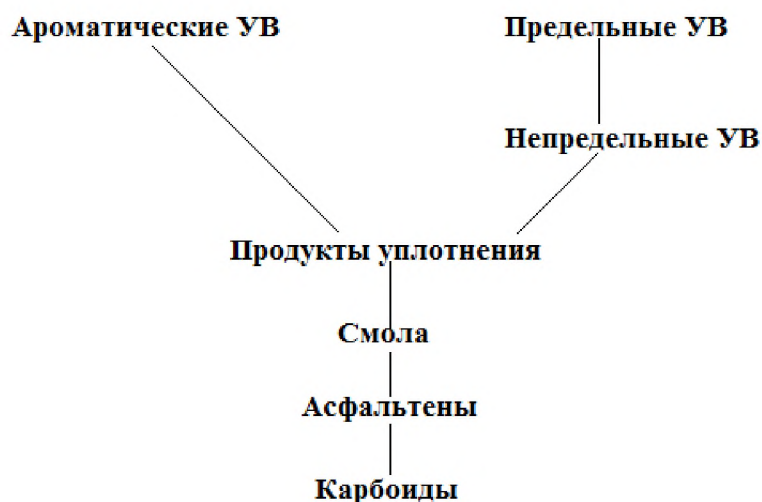 Ароматические УВ
Предельные УВ
Непредельные УВ
Продукты уплотнения
Смола
Асфальтены
Карбоиды